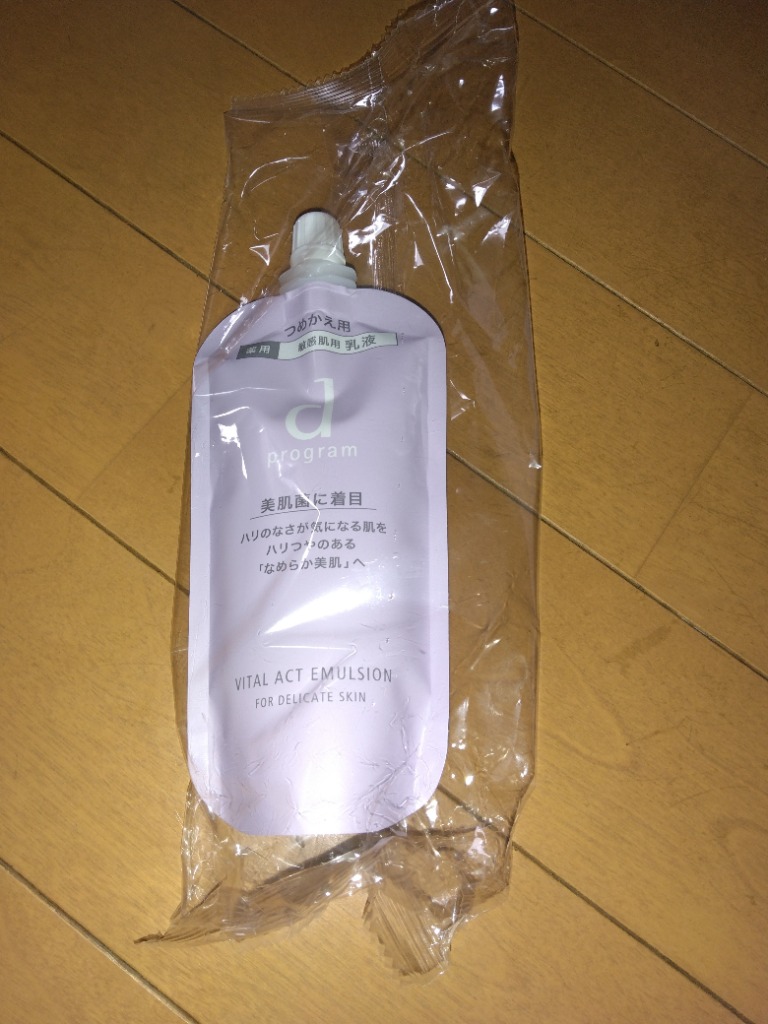 つめかえ用
薬用 敏感肌用 乳液
d
program
美肌菌に着目
ハリのなさが気になる肌を
ハリつやのある
「なめらか美肌」へ
VITAL ACT EMULSION
FOR DELICATE SKIN